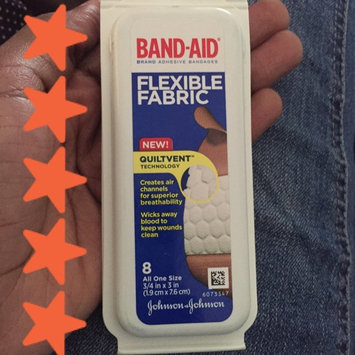 BAND-AID®
BRAND ADHESIVE BANDAGES
FLEXIBLE
FABRIC
NEW!
QUILTVENT™
TECHNOLOGY
Creates air
channels for
superior
breathability
Wicks away
blood to
keep wounds
clean
8
All One Size
3/4 in x 3 in
(1.9 cm x 7.6 cm)
Johnson & Johnson